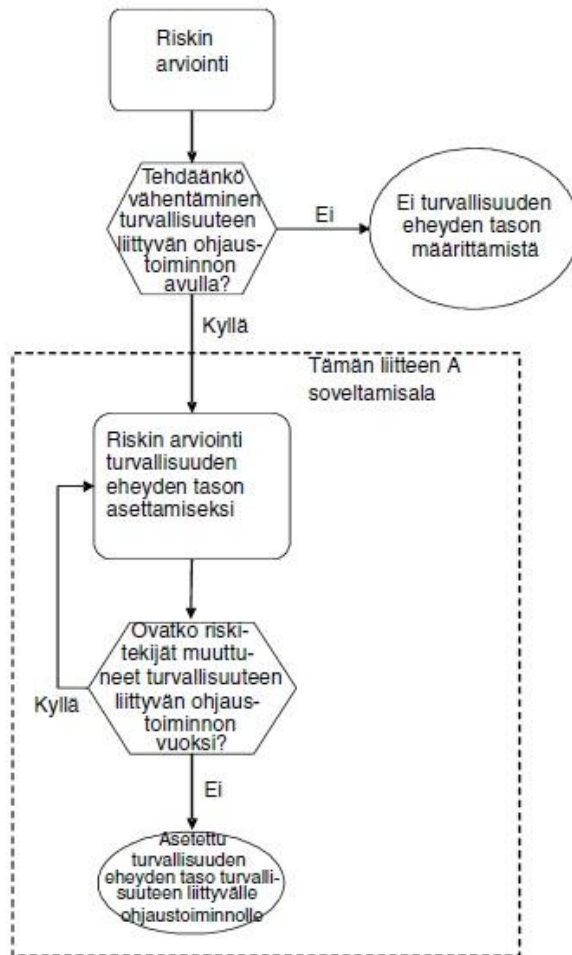 Riskin
arviointi
Tehdäänkö
vähentäminen
turvallisuuteen
liittyvän ohjaus-
toiminnon
avulla?
Ei
Ei turvallisuuden
eheyden tason
määrittämistä
Kyllä
Tämän liitteen A
soveltamisala
Riskin arviointi
turvallisuuden
eheyden tason
asettamiseksi
Ovatko riski-
tekijät muuttu-
neet turvallisuuteen
liittyvän ohjaus-
toiminnon
vuoksi?
Kyllä
Ei
Asetettu
turvallisuuden
eheyden taso turvalli-
suuteen liittyvälle
ohjaustoiminnolle